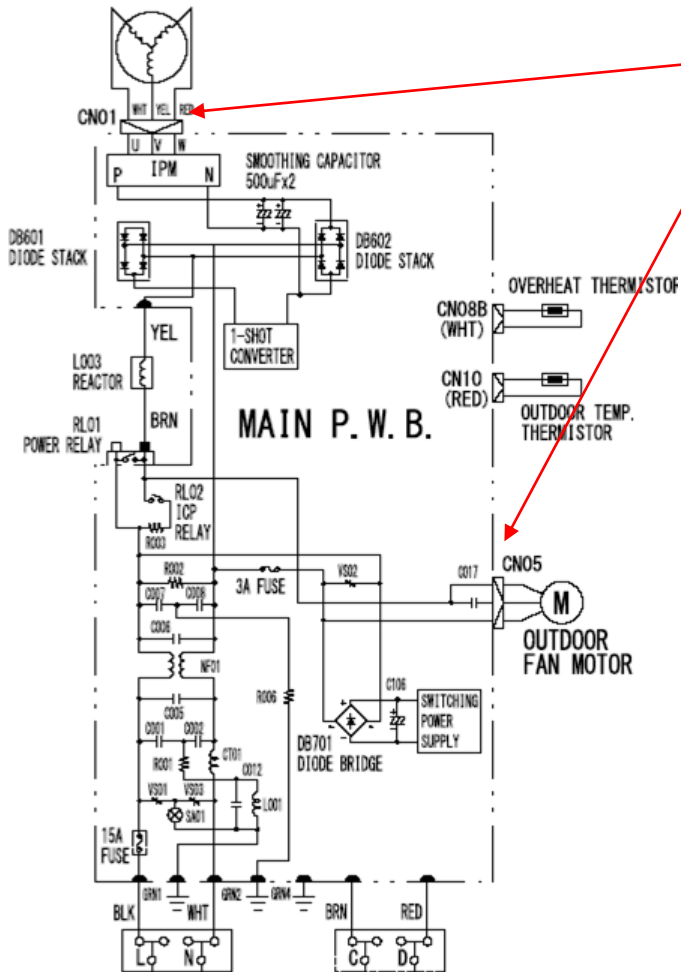 WHT YEL RED
CN01
U V W
P IPM N
SMOOTHING CAPACITOR
500uFx2
DB601
DIODE STACK
DB602
DIODE STACK
OVERHEAT THERMISTOR
CN08B
(WHT)
1-SHOT
CONVERTER
YEL
L003
REACTOR
CN10
(RED)
OUTDOOR TEMP.
THERMISTOR
BRN
MAIN P.W.B.
RL01
POWER RELAY
RL02
ICP
RELAY
R003
R002
3A FUSE
VS02
C017
CN05
C007 C008
M
C006
OUTDOOR
FAN MOTOR
NF01
R006
C106
SWITCHING
POWER
SUPPLY
C005
C001 C002
CT01
DB701
DIODE BRIDGE
R001
C012
VS01 VS03
L001
SA01
15A
FUSE
GRN1 GRN2 GRN4
BLK WHT BRN RED
L N C D